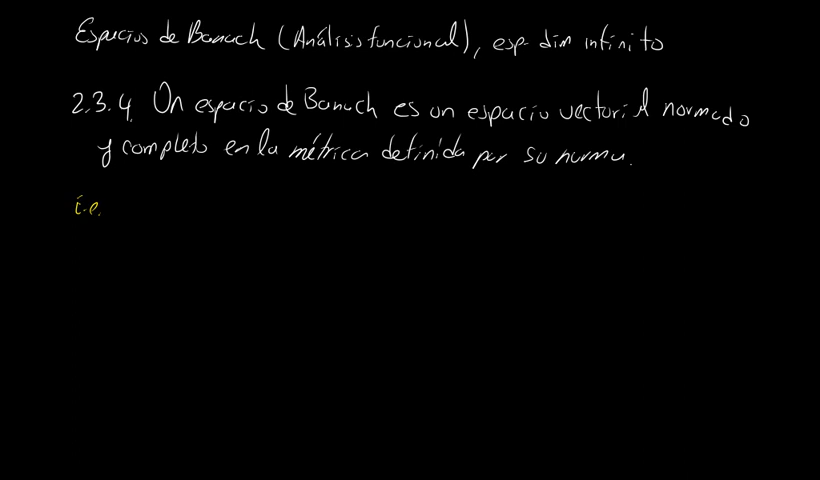 Espacios de Banach (Análisis funcional), esp. dim infinito
2.3.4. Un espacio de Banach es un espacio vectorial normado
y completo en la métrica definida por su norma.
i.e.